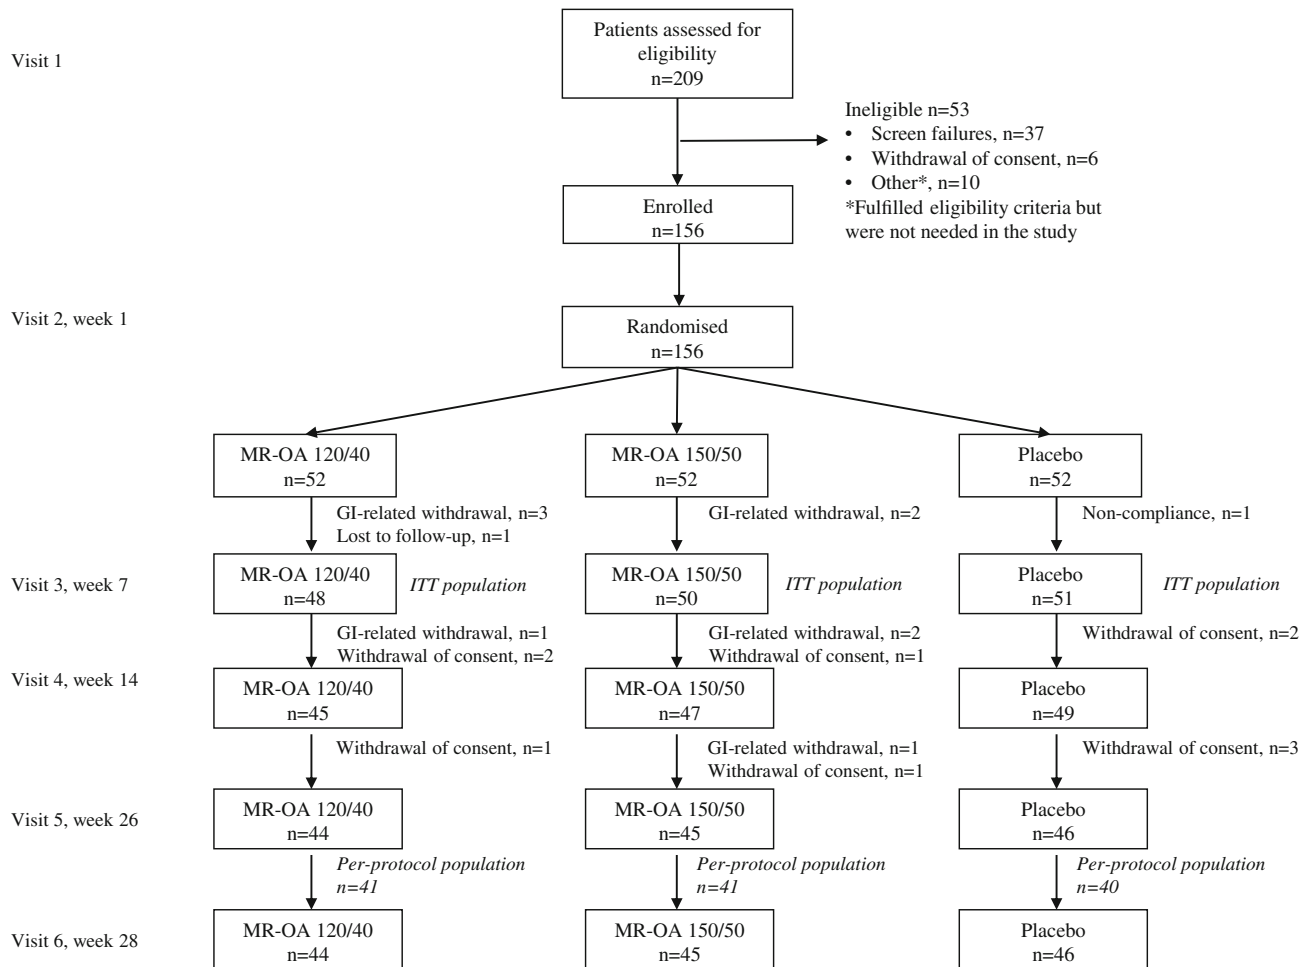 Visit 1
Patients assessed for
eligibility
n=209
Ineligible n=53
• Screen failures, n=37
• Withdrawal of consent, n=6
• Other*, n=10
*Fulfilled eligibility criteria but
were not needed in the study
Enrolled
n=156
Visit 2, week 1
Randomised
n=156
MR-OA 120/40
n=52
MR-OA 150/50
n=52
Placebo
n=52
GI-related withdrawal, n=3
Lost to follow-up, n=1
GI-related withdrawal, n=2
Non-compliance, n=1
Visit 3, week 7
MR-OA 120/40
n=48
ITT population
MR-OA 150/50
n=50
ITT population
Placebo
n=51
ITT population
GI-related withdrawal, n=1
Withdrawal of consent, n=2
GI-related withdrawal, n=2
Withdrawal of consent, n=1
Withdrawal of consent, n=2
Visit 4, week 14
MR-OA 120/40
n=45
MR-OA 150/50
n=47
Placebo
n=49
Withdrawal of consent, n=1
GI-related withdrawal, n=1
Withdrawal of consent, n=1
Withdrawal of consent, n=3
Visit 5, week 26
MR-OA 120/40
n=44
MR-OA 150/50
n=45
Placebo
n=46
Per-protocol population
n=41
Per-protocol population
n=41
Per-protocol population
n=40
Visit 6, week 28
MR-OA 120/40
n=44
MR-OA 150/50
n=45
Placebo
n=46